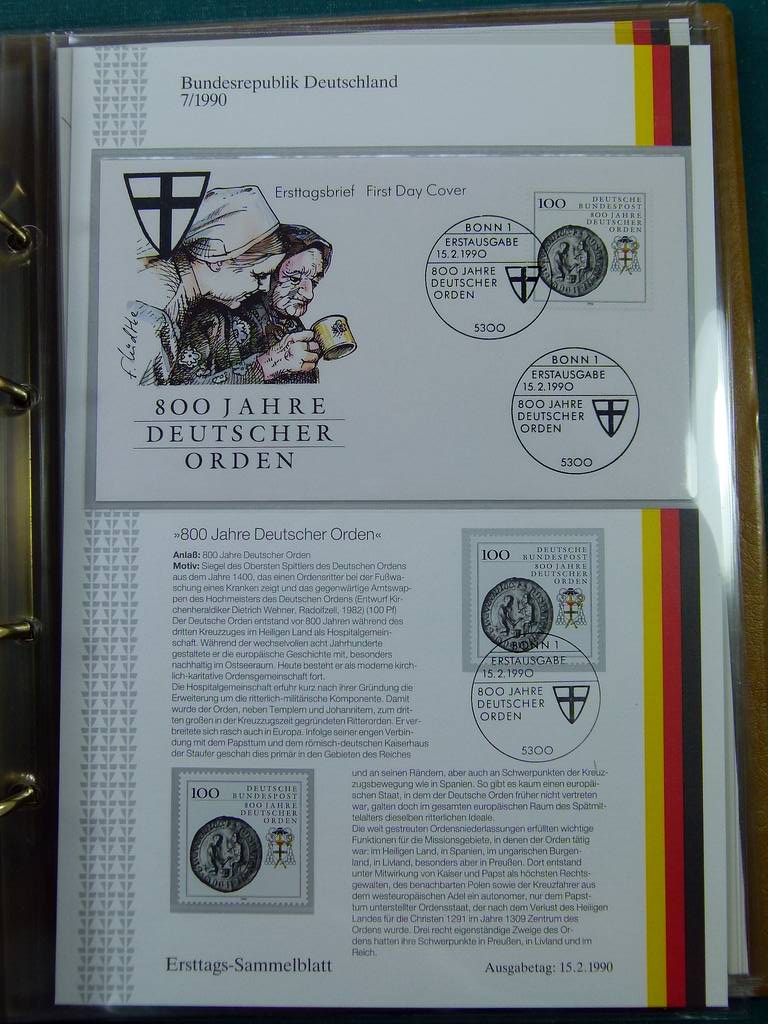 Bundesrepublik Deutschland
7/1990
Ersttagsbrief First Day Cover
100
DEUTSCHE
BUNDESPOST
800 JAHRE
DEUTSCHER
ORDEN
BONN 1
ERSTAUSGABE
15.2.1990
800 JAHRE
DEUTSCHER
ORDEN
5300
BONN 1
ERSTAUSGABE
15.2.1990
800 JAHRE
DEUTSCHER
ORDEN
5300
800 JAHRE
DEUTSCHER
ORDEN
»800 Jahre Deutscher Orden«
Anlaß: 800 Jahre Deutscher Orden
Motiv: Siegel des Obersten Spittlers des Deutschen Ordens
aus dem Jahre 1400, das einen Ordensritter bei der Fußwa-
schung eines Kranken zeigt und das gegenwärtige Amtswap-
pen des Hochmeisters des Deutschen Ordens (Entwurf Kir-
chenheraldiker Dietrich Wehner, Radolfzell, 1982) (100 Pf)
Der Deutsche Orden entstand vor 800 Jahren während des
dritten Kreuzzuges im Heiligen Land als Hospitalgemein-
schaft. Während der wechselvollen acht Jahrhunderte
gestaltete er die europäische Geschichte mit, besonders
nachhaltig im Ostseeraum. Heute besteht er als moderne kirch-
lich-karitative Ordensgemeinschaft fort.
Die Hospitalgemeinschaft erfuhr kurz nach ihrer Gründung die
Erweiterung um die ritterlich-militärische Komponente. Damit
wurde der Orden, neben Templern und Johannitern, zum drit-
ten großen in der Kreuzzugszeit gegründeten Ritterorden. Er ver-
breitete sich rasch auch in Europa. Infolge seiner engen Verbin-
dung mit dem Papsttum und dem römisch-deutschen Kaiserhaus
der Staufer geschah dies primär in den Gebieten des Reiches
100
DEUTSCHE
BUNDESPOST
800 JAHRE
DEUTSCHER
ORDEN
BONN 1
ERSTAUSGABE
15.2.1990
800 JAHRE
DEUTSCHER
ORDEN
5300
100
DEUTSCHE
BUNDESPOST
800 JAHRE
DEUTSCHER
ORDEN
und an seinen Rändern, aber auch an Schwerpunkten der Kreuz-
zugsbewegung wie in Spanien. So gibt es kaum einen europäi-
schen Staat, in dem der Deutsche Orden früher nicht vertreten
war, galten doch im gesamten europäischen Raum des Spätmit-
telalters dieselben ritterlichen Ideale.
Die weit gestreuten Ordensniederlassungen erfüllten wichtige
Funktionen für die Missionsgebiete, in denen der Orden tätig
war: im Heiligen Land, in Spanien, im ungarischen Burgen-
land, in Livland, besonders aber in Preußen. Dort entstand
unter Mitwirkung von Kaiser und Papst als höchsten Rechts-
gewalten, des benachbarten Polen sowie der Kreuzfahrer aus
dem westeuropäischen Adel ein autonomer, nur dem Papst-
tum unterstellter Ordensstaat, der nach dem Verlust des Heiligen
Landes für die Christen 1291 im Jahre 1309 Zentrum des
Ordens wurde. Drei recht eigenständige Zweige des Or-
dens hatten ihre Schwerpunkte in Preußen, in Livland und im
Reich.
Ersttags-Sammelblatt
Ausgabetag: 15.2.1990